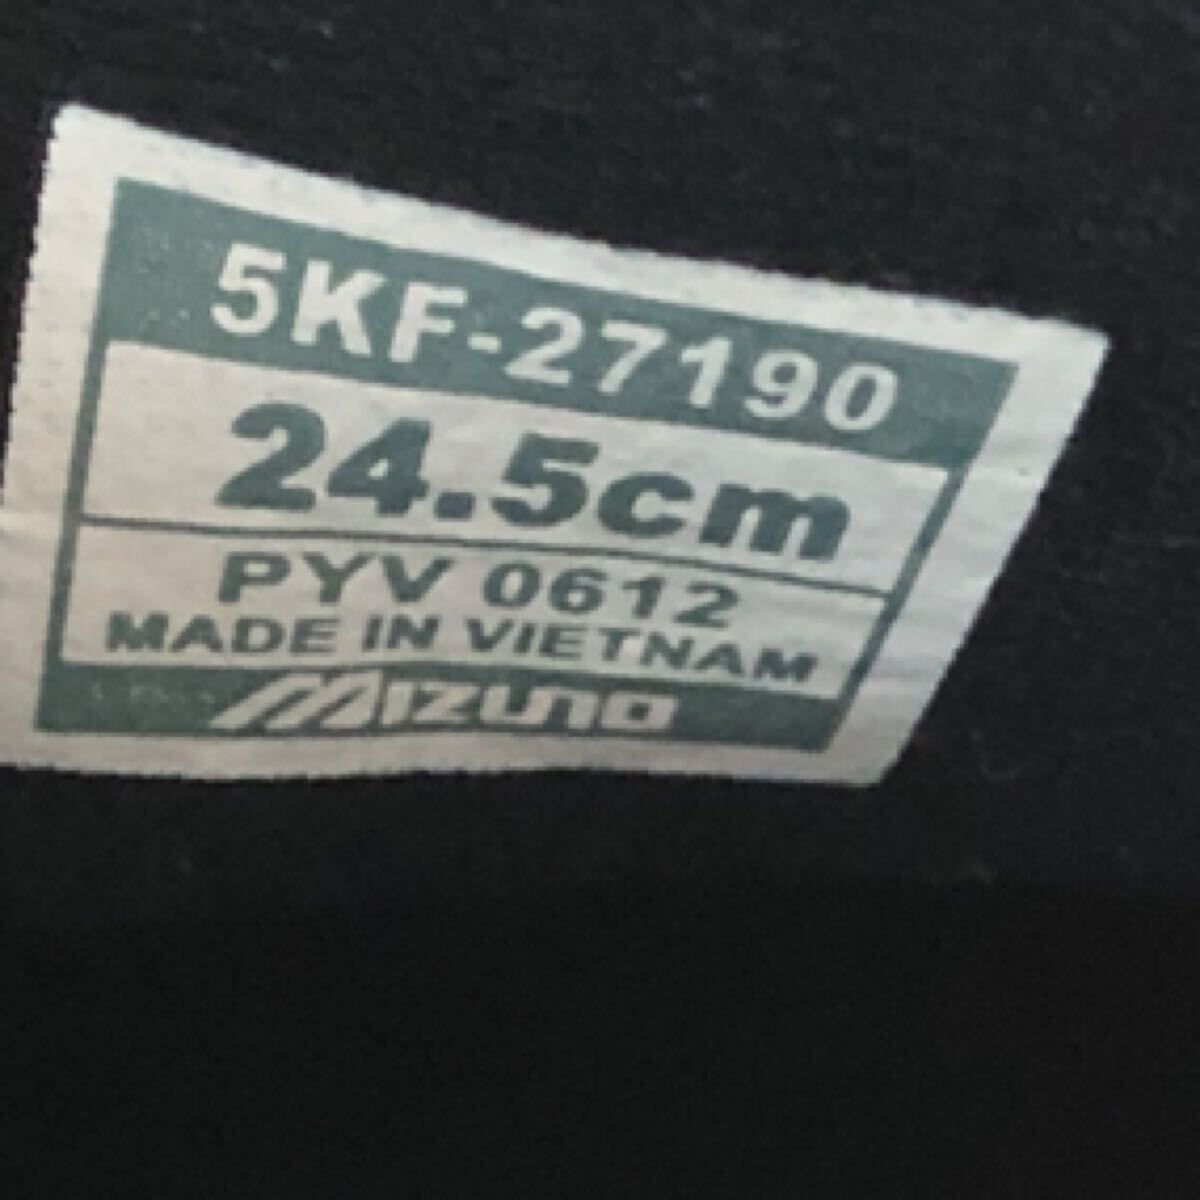 5KF-27190
24.5cm
PYV 0612
MADE IN VIETNAM
MIZUNO